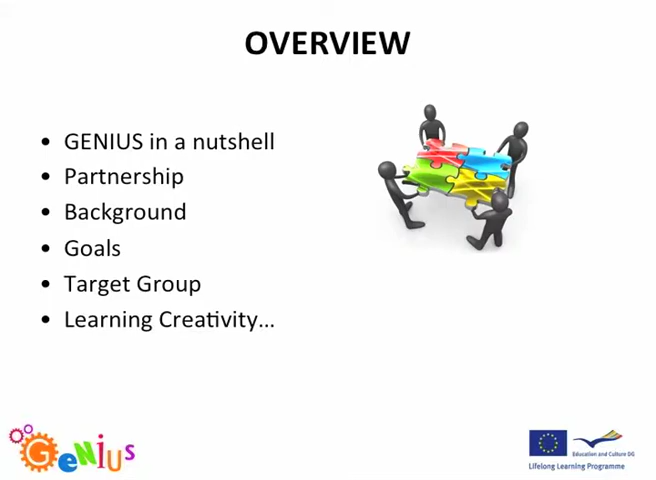 OVERVIEW
• GENIUS in a nutshell
• Partnership
• Background
• Goals
• Target Group
• Learning Creativity...
GeNiUs
Education and Culture DG
Lifelong Learning Programme